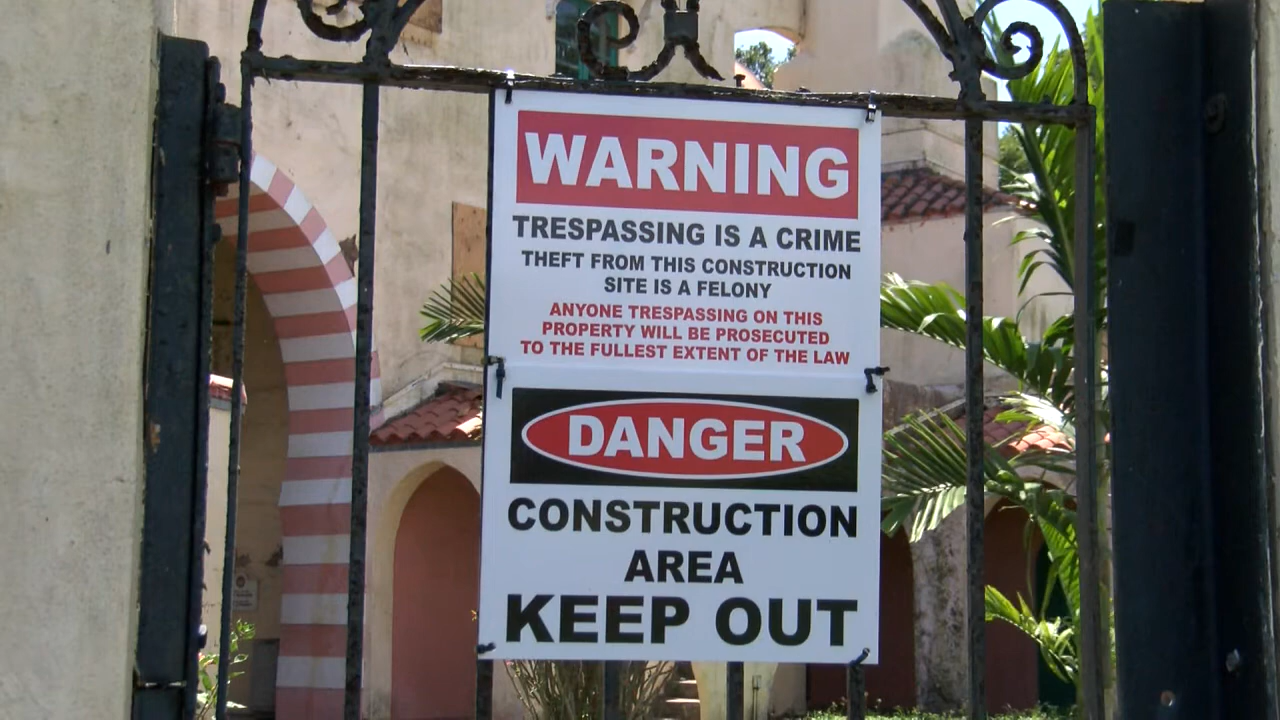 WARNING
TRESPASSING IS A CRIME
THEFT FROM THIS CONSTRUCTION
SITE IS A FELONY
ANYONE TRESPASSING ON THIS
PROPERTY WILL BE PROSECUTED
TO THE FULLEST EXTENT OF THE LAW
DANGER
CONSTRUCTION
AREA
KEEP OUT